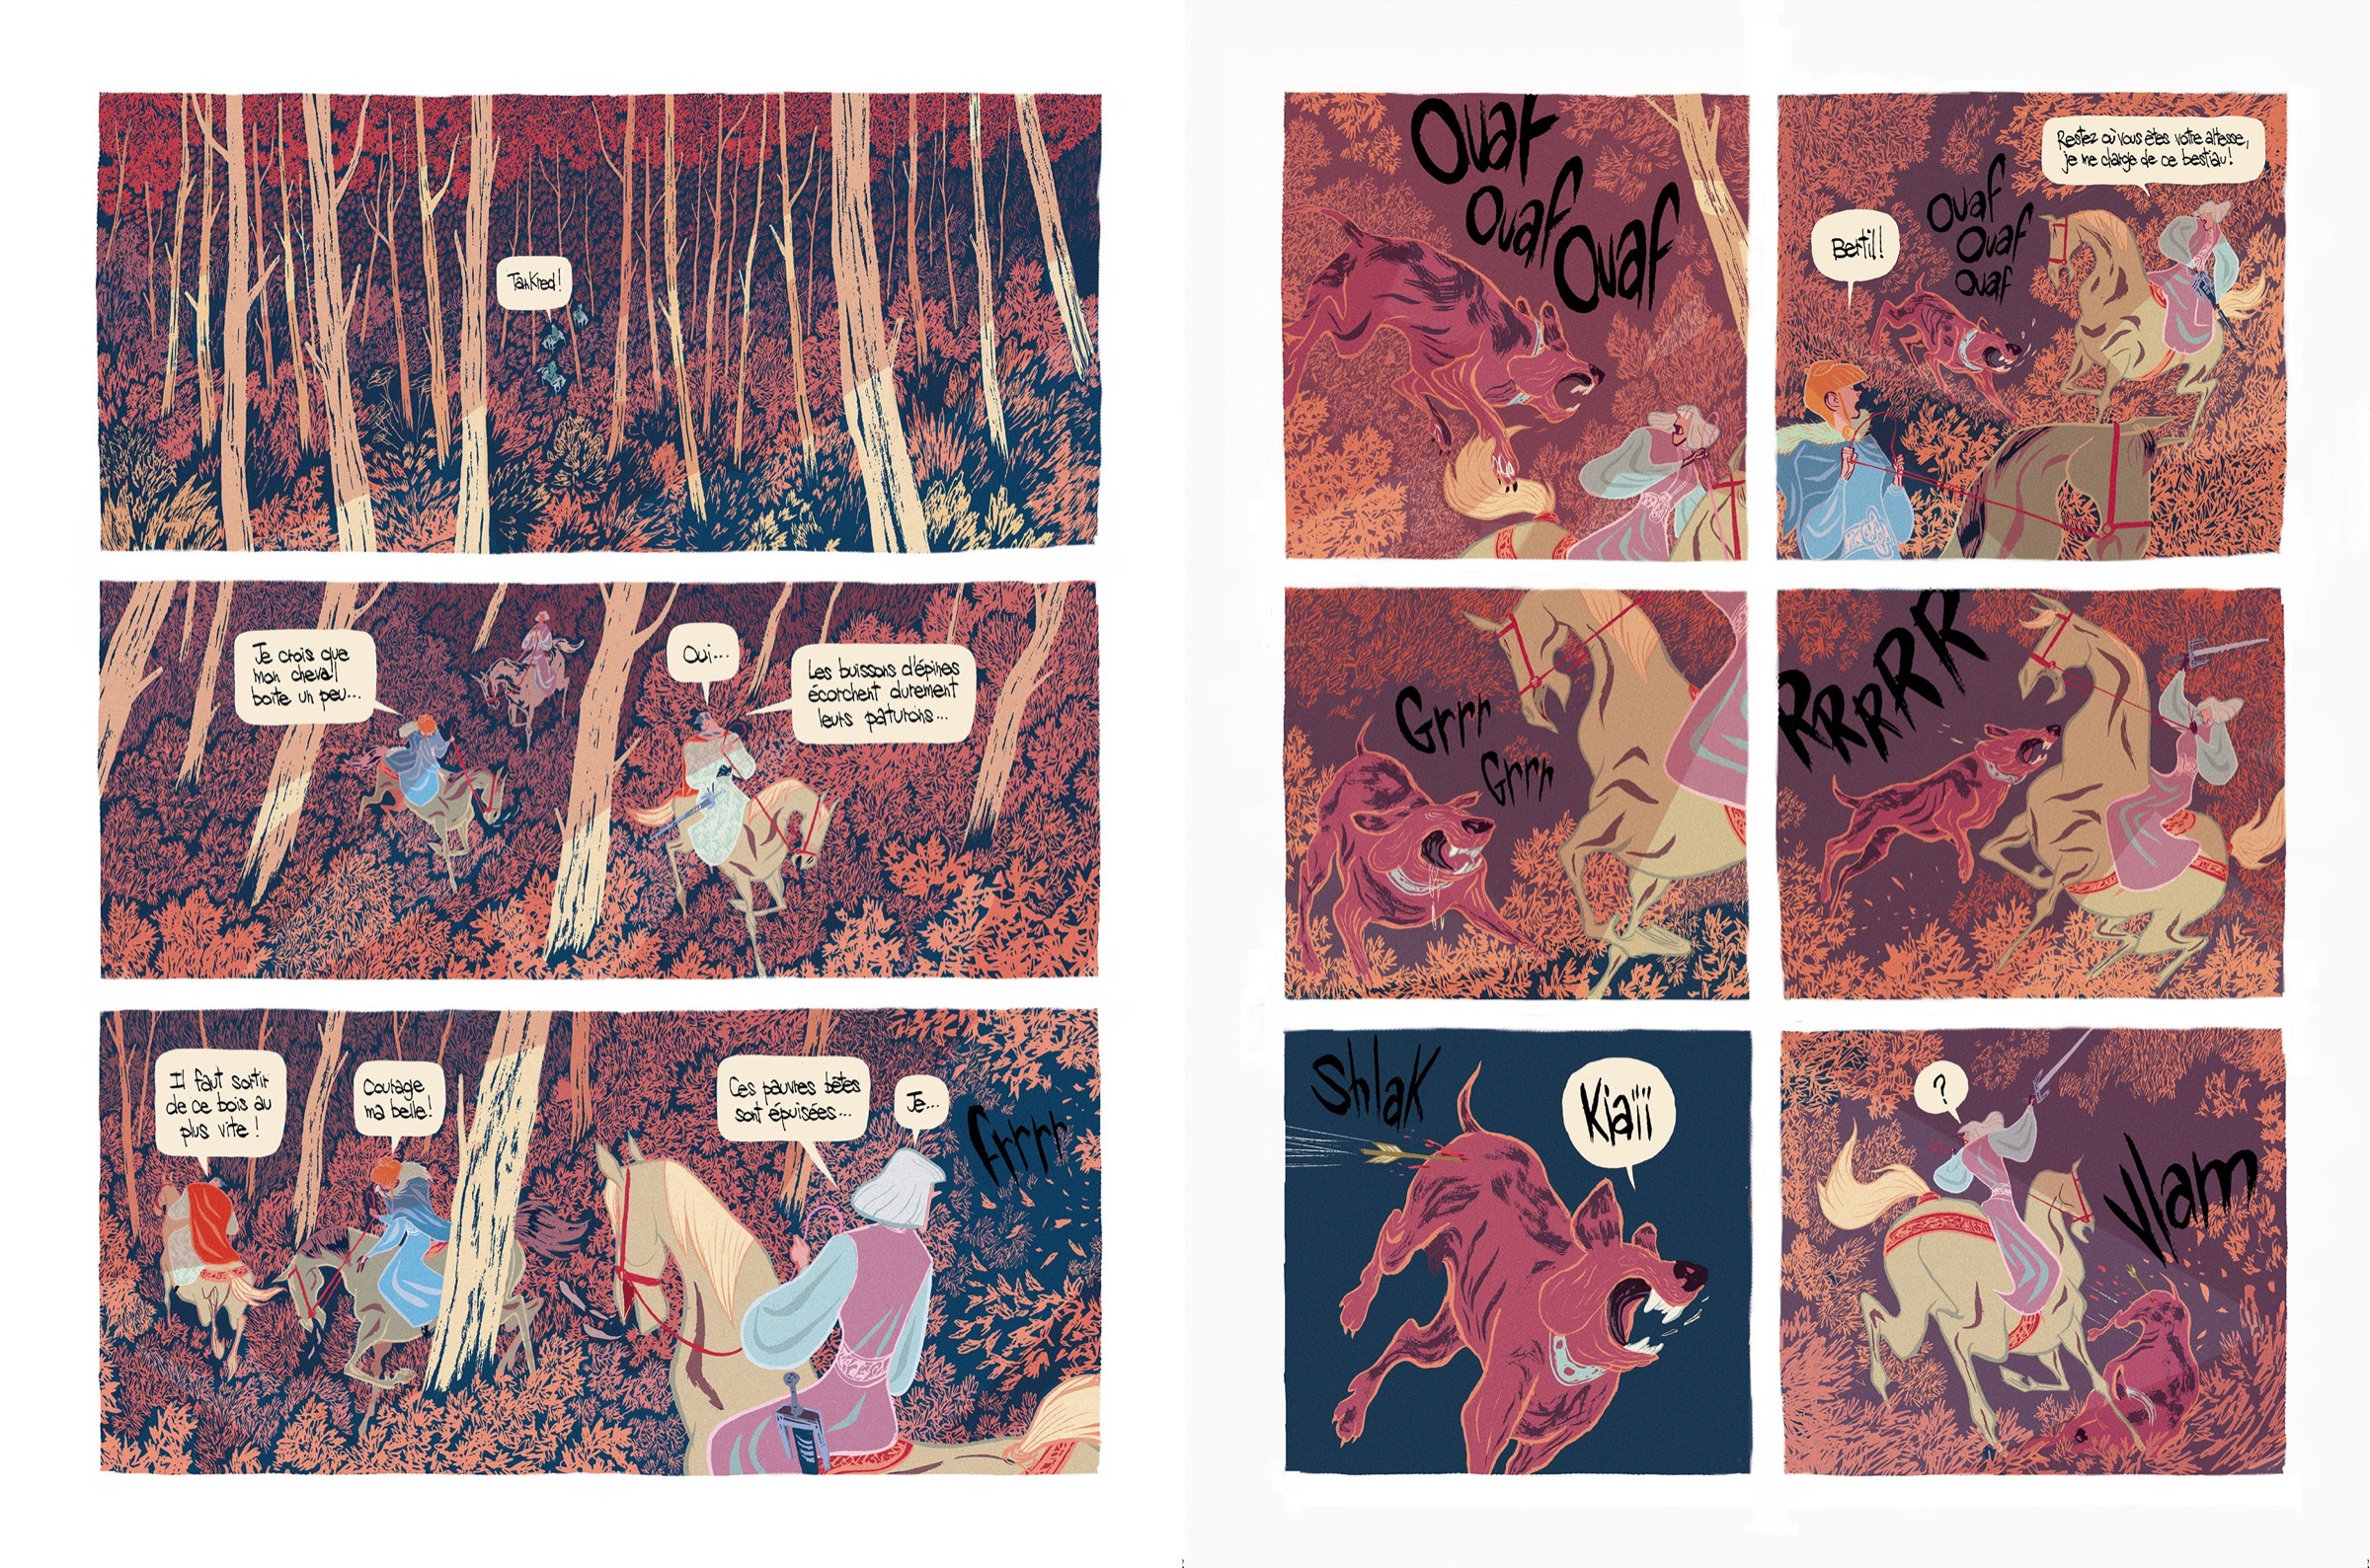 Tankred !
Je crois que
mon cheval
boite un peu...
Oui...
Les buissons d'épines
écorchent durement
leurs paturons...
Il faut sortir
de ce bois au
plus vite !
Courage
ma belle !
Ces pauvres bêtes
sont épuisées...
Je...
frrrr
Ouaf
Ouaf
Ouaf
Bertil !
Ouaf
Ouaf
Ouaf
Restez où vous êtes votre altesse,
je me charge de ce bestiau !
Grrr
Grrr
RRRRRR
Shlak
Kiaïï
?
Vlam